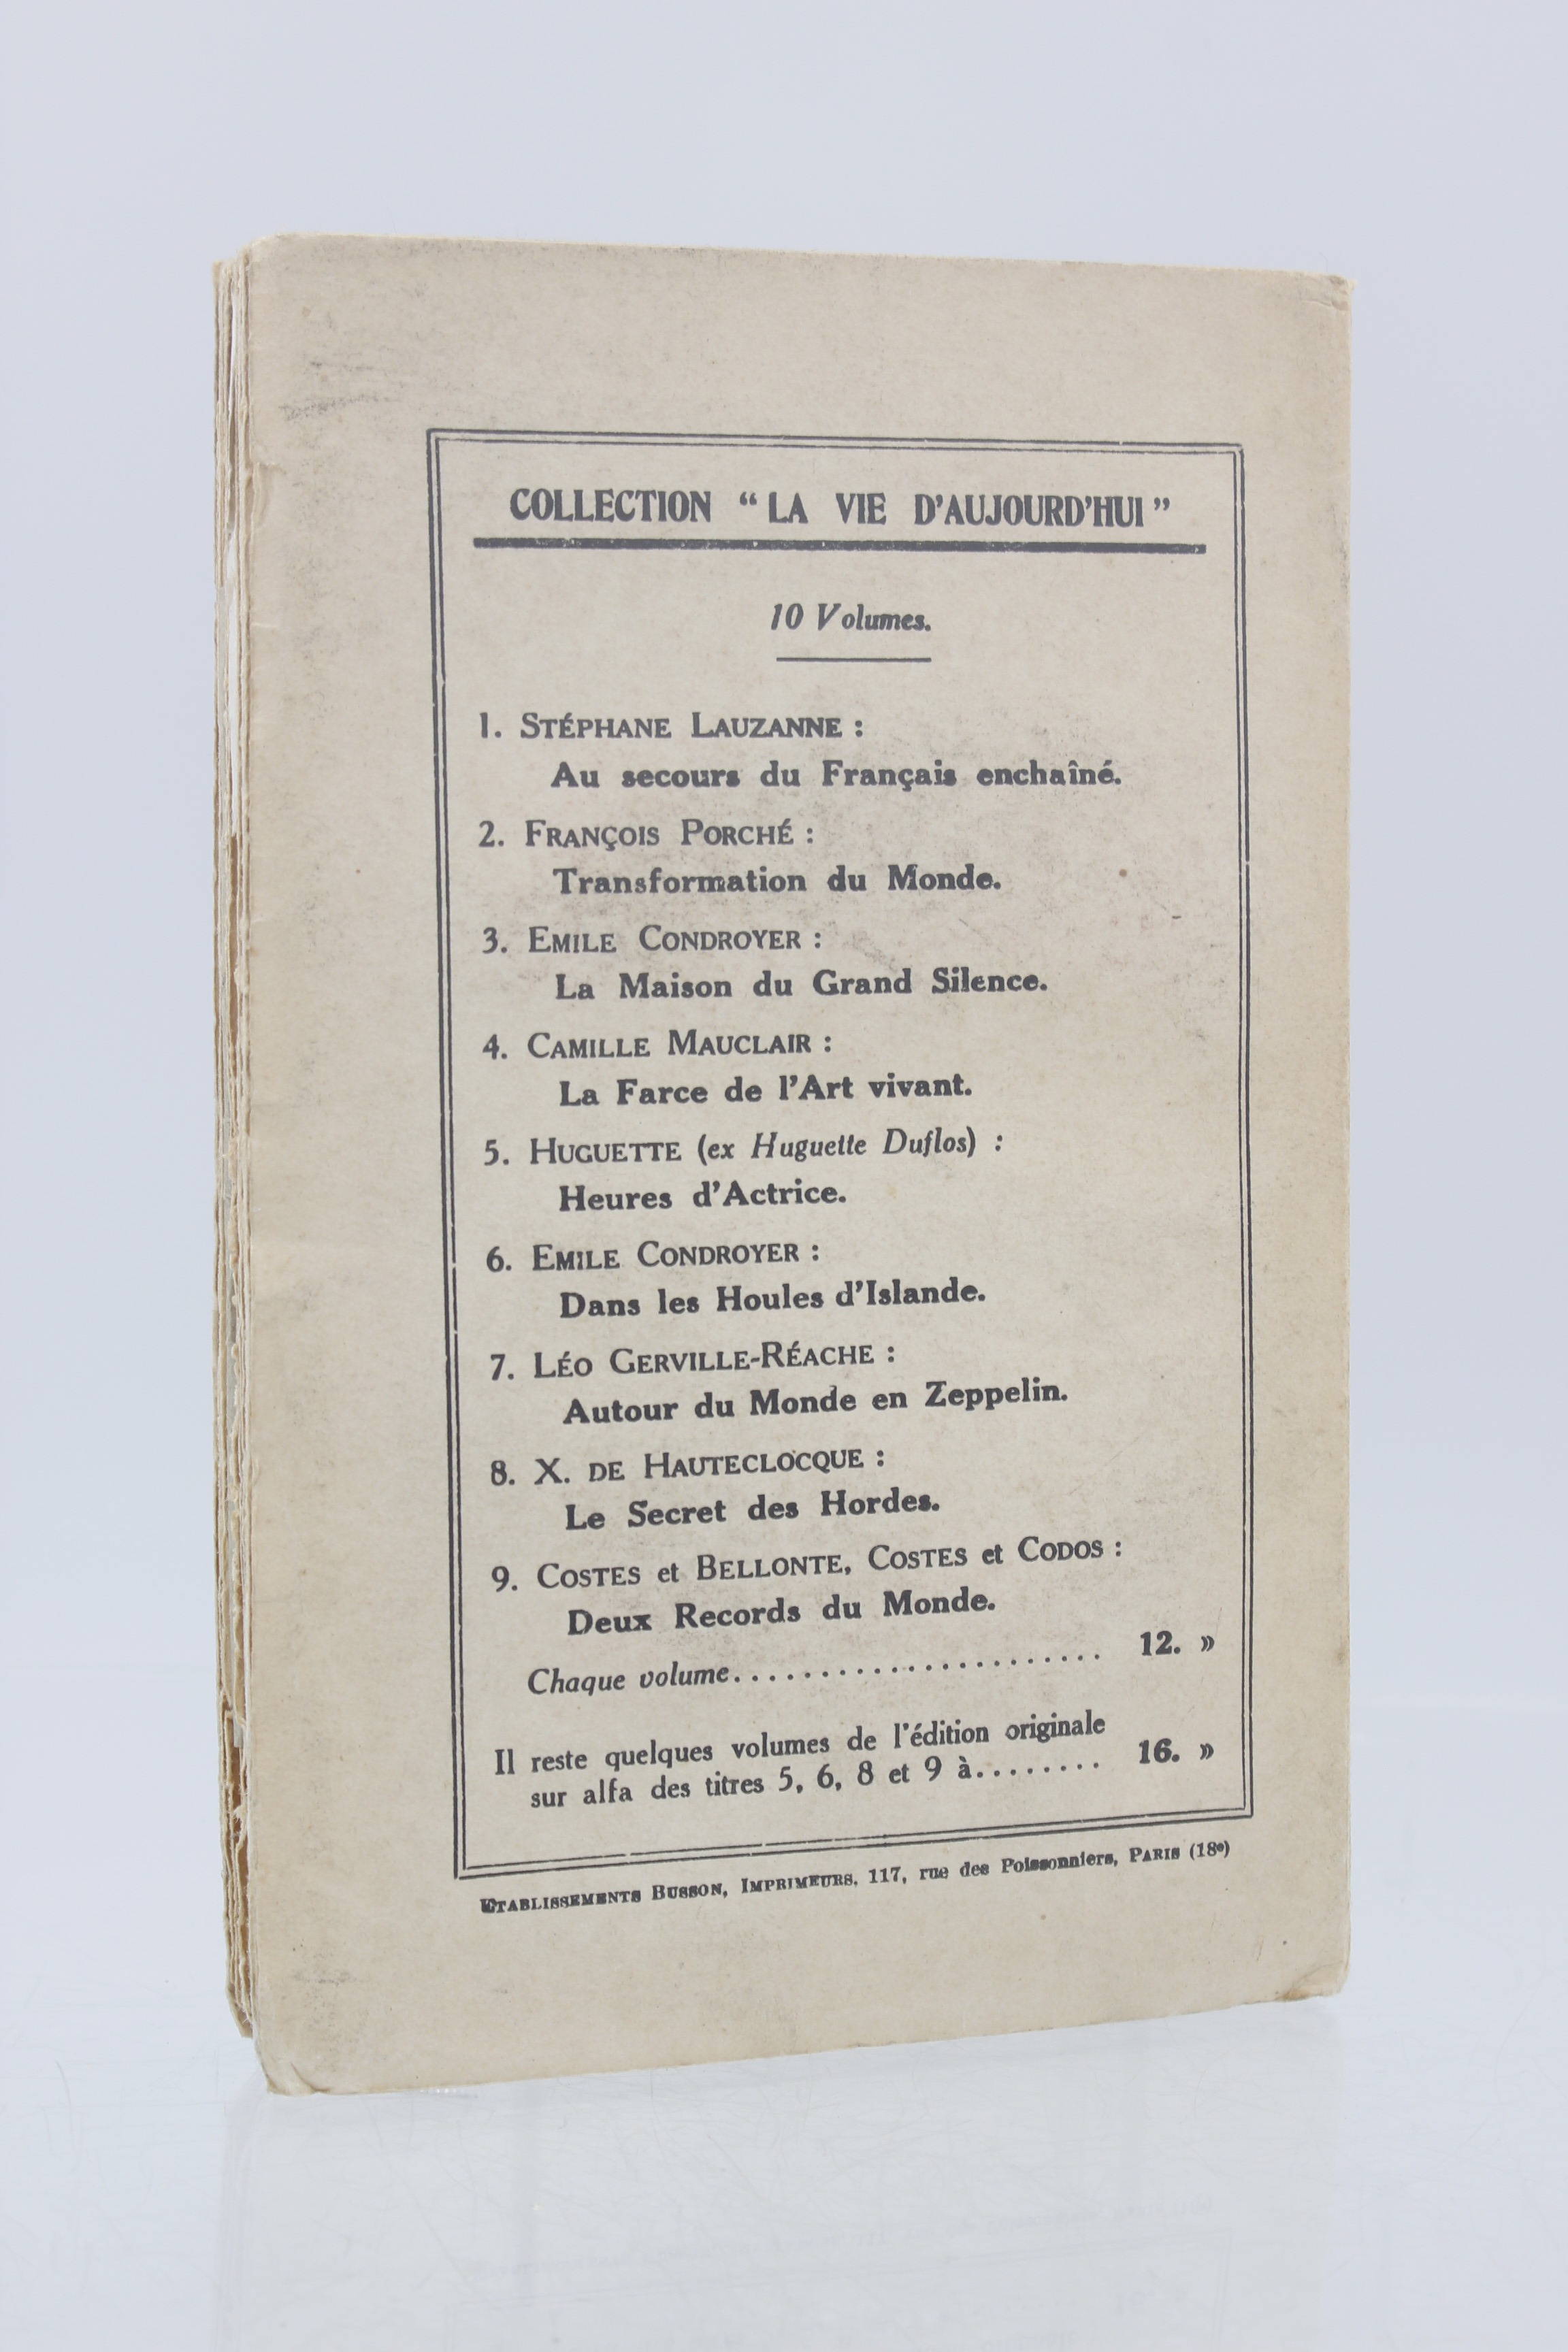 COLLECTION “ LA VIE D'AUJOURD'HUI ”
10 Volumes.
1. STÉPHANE LAUZANNE :
Au secours du Français enchaîné.
2. FRANÇOIS PORCHÉ :
Transformation du Monde.
3. EMILE CONDROYER :
La Maison du Grand Silence.
4. CAMILLE MAUCLAIR :
La Farce de l'Art vivant.
5. HUGUETTE (ex Huguette Duflos) :
Heures d'Actrice.
6. EMILE CONDROYER :
Dans les Houles d'Islande.
7. LÉO GERVILLE-RÉACHE :
Autour du Monde en Zeppelin.
8. X. DE HAUTECLOCQUE :
Le Secret des Hordes.
9. COSTES et BELLONTE, COSTES et CODOS :
Deux Records du Monde.
Chaque volume....................... 12. »
Il reste quelques volumes de l'édition originale
sur alfa des titres 5, 6, 8 et 9 à........ 16. »
ETABLISSEMENTS BUSSON, IMPRIMEURS, 117, rue des Poissonniers, PARIS (18e)